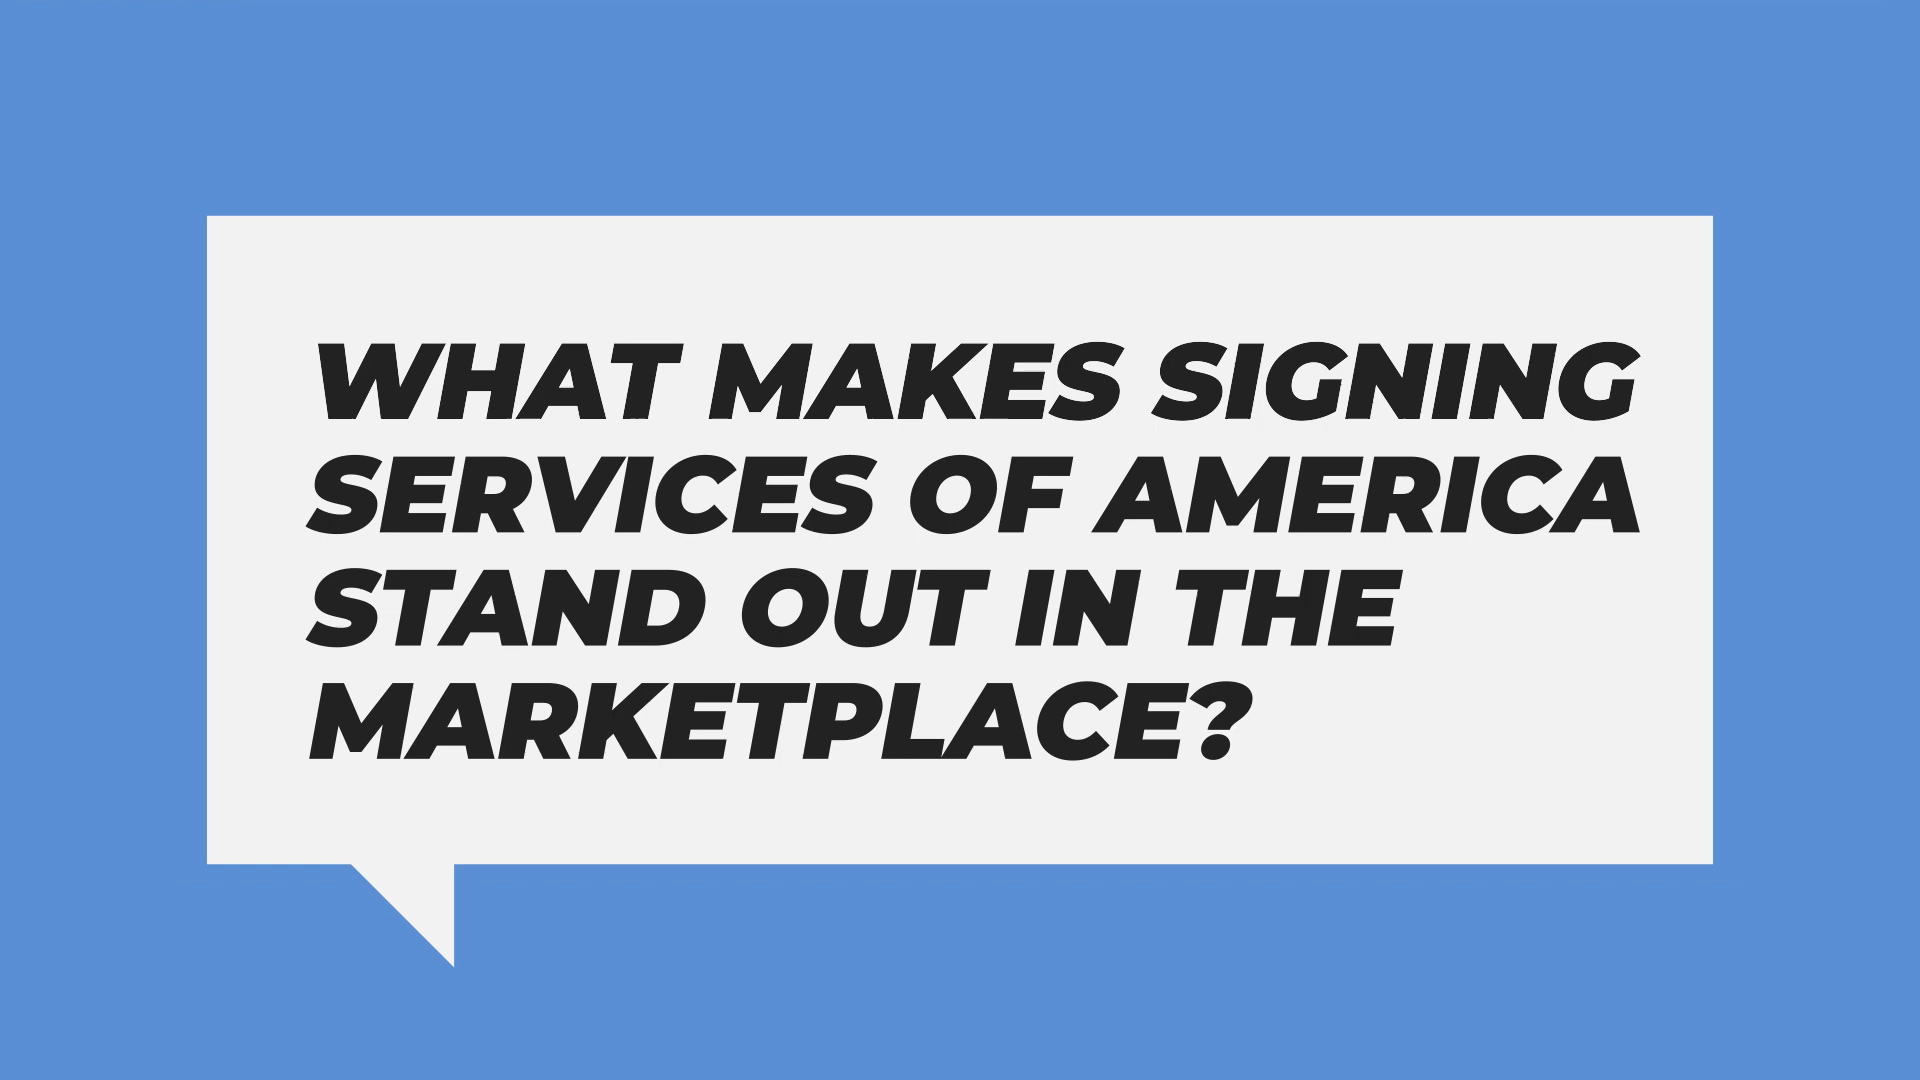 WHAT MAKES SIGNING
SERVICES OF AMERICA
STAND OUT IN THE
MARKETPLACE?